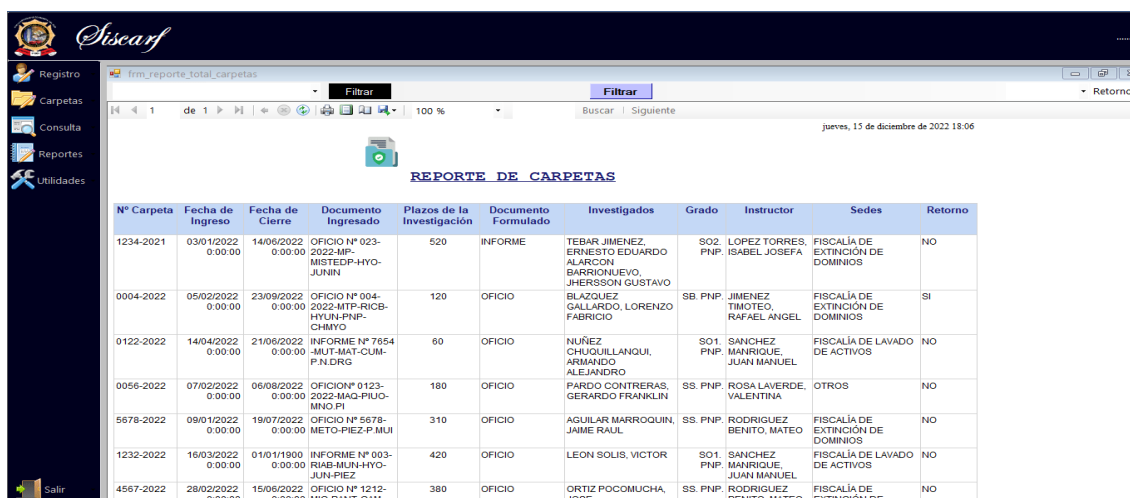 Siscarf
Registro
Carpetas
Consulta
Reportes
Utilidades
Salir
frm_reporte_total_carpetas
Filtrar
Filtrar
Retorno
1 de 1
100 %
Buscar | Siguiente
jueves, 15 de diciembre de 2022 18:06
REPORTE DE CARPETAS
Nº Carpeta Fecha de Fecha de Documento Plazos de la Documento Investigados Grado Instructor Sedes Retorno
Ingreso Cierre Ingresado Investigación Formulado
1234-2021 03/01/2022 14/06/2022 OFICIO Nº 023- 520 INFORME TEBAR JIMENEZ, SO2. LOPEZ TORRES, FISCALÌA DE NO
0:00:00 0:00:00 2022-MP- ERNESTO EDUARDO PNP. ISABEL JOSEFA EXTINCIÓN DE
MISTEDP-HYO- ALARCON DOMINIOS
JUNIN BARRIONUEVO,
JHERSSON GUSTAVO
0004-2022 05/02/2022 23/09/2022 OFICIO Nº 004- 120 OFICIO BLAZQUEZ SB. PNP. JIMENEZ FISCALÌA DE SI
0:00:00 0:00:00 2022-MTP-RICB- GALLARDO, LORENZO TIMOTEO, EXTINCIÓN DE
HYUN-PNP- FABRICIO RAFAEL ANGEL DOMINIOS
CHMYO
0122-2022 14/04/2022 21/06/2022 INFORME Nº 7654 60 OFICIO NUÑEZ SO1. SANCHEZ FISCALÌA DE LAVADO NO
0:00:00 0:00:00 -MUT-MAT-CUM- CHUQUILLANQUI, PNP. MANRIQUE, DE ACTIVOS
P.N.DRG ARMANDO JUAN MANUEL
ALEJANDRO
0056-2022 07/02/2022 06/08/2022 OFICIONº 0123- 180 OFICIO PARDO CONTRERAS, SS. PNP. ROSA LAVERDE, OTROS NO
0:00:00 0:00:00 2022-MAQ-PIUO- GERARDO FRANKLIN VALENTINA
MNO.PI
5678-2022 09/01/2022 19/07/2022 OFICIO Nº 5678- 310 OFICIO AGUILAR MARROQUIN, SS. PNP. RODRIGUEZ FISCALÌA DE NO
0:00:00 0:00:00 METO-PIEZ-P.MUI JAIME RAUL BENITO, MATEO EXTINCIÓN DE
DOMINIOS
1232-2022 16/03/2022 01/01/1900 INFORME Nº 003- 420 OFICIO LEON SOLIS, VICTOR SO1. SANCHEZ FISCALÌA DE LAVADO NO
0:00:00 0:00:00 RIAB-MUN-HYO- PNP. MANRIQUE, DE ACTIVOS
JUN-PIEZ JUAN MANUEL
4567-2022 28/02/2022 15/06/2022 OFICIO Nº 1212- 380 OFICIO ORTIZ POCOMUCHA, SS. PNP. RODRIGUEZ FISCALÌA DE NO